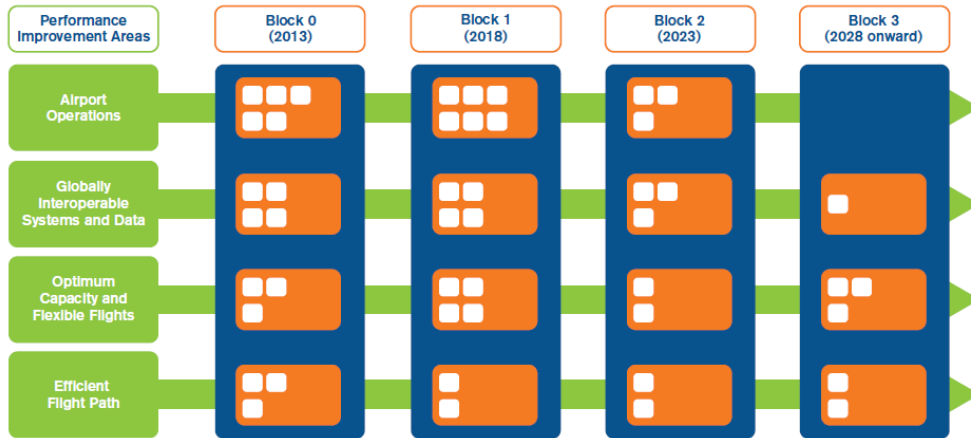 Performance
Improvement Areas
Block 0
(2013)
Block 1
(2018)
Block 2
(2023)
Block 3
(2028 onward)
Airport
Operations
Globally
Interoperable
Systems and Data
Optimum
Capacity and
Flexible Flights
Efficient
Flight Path